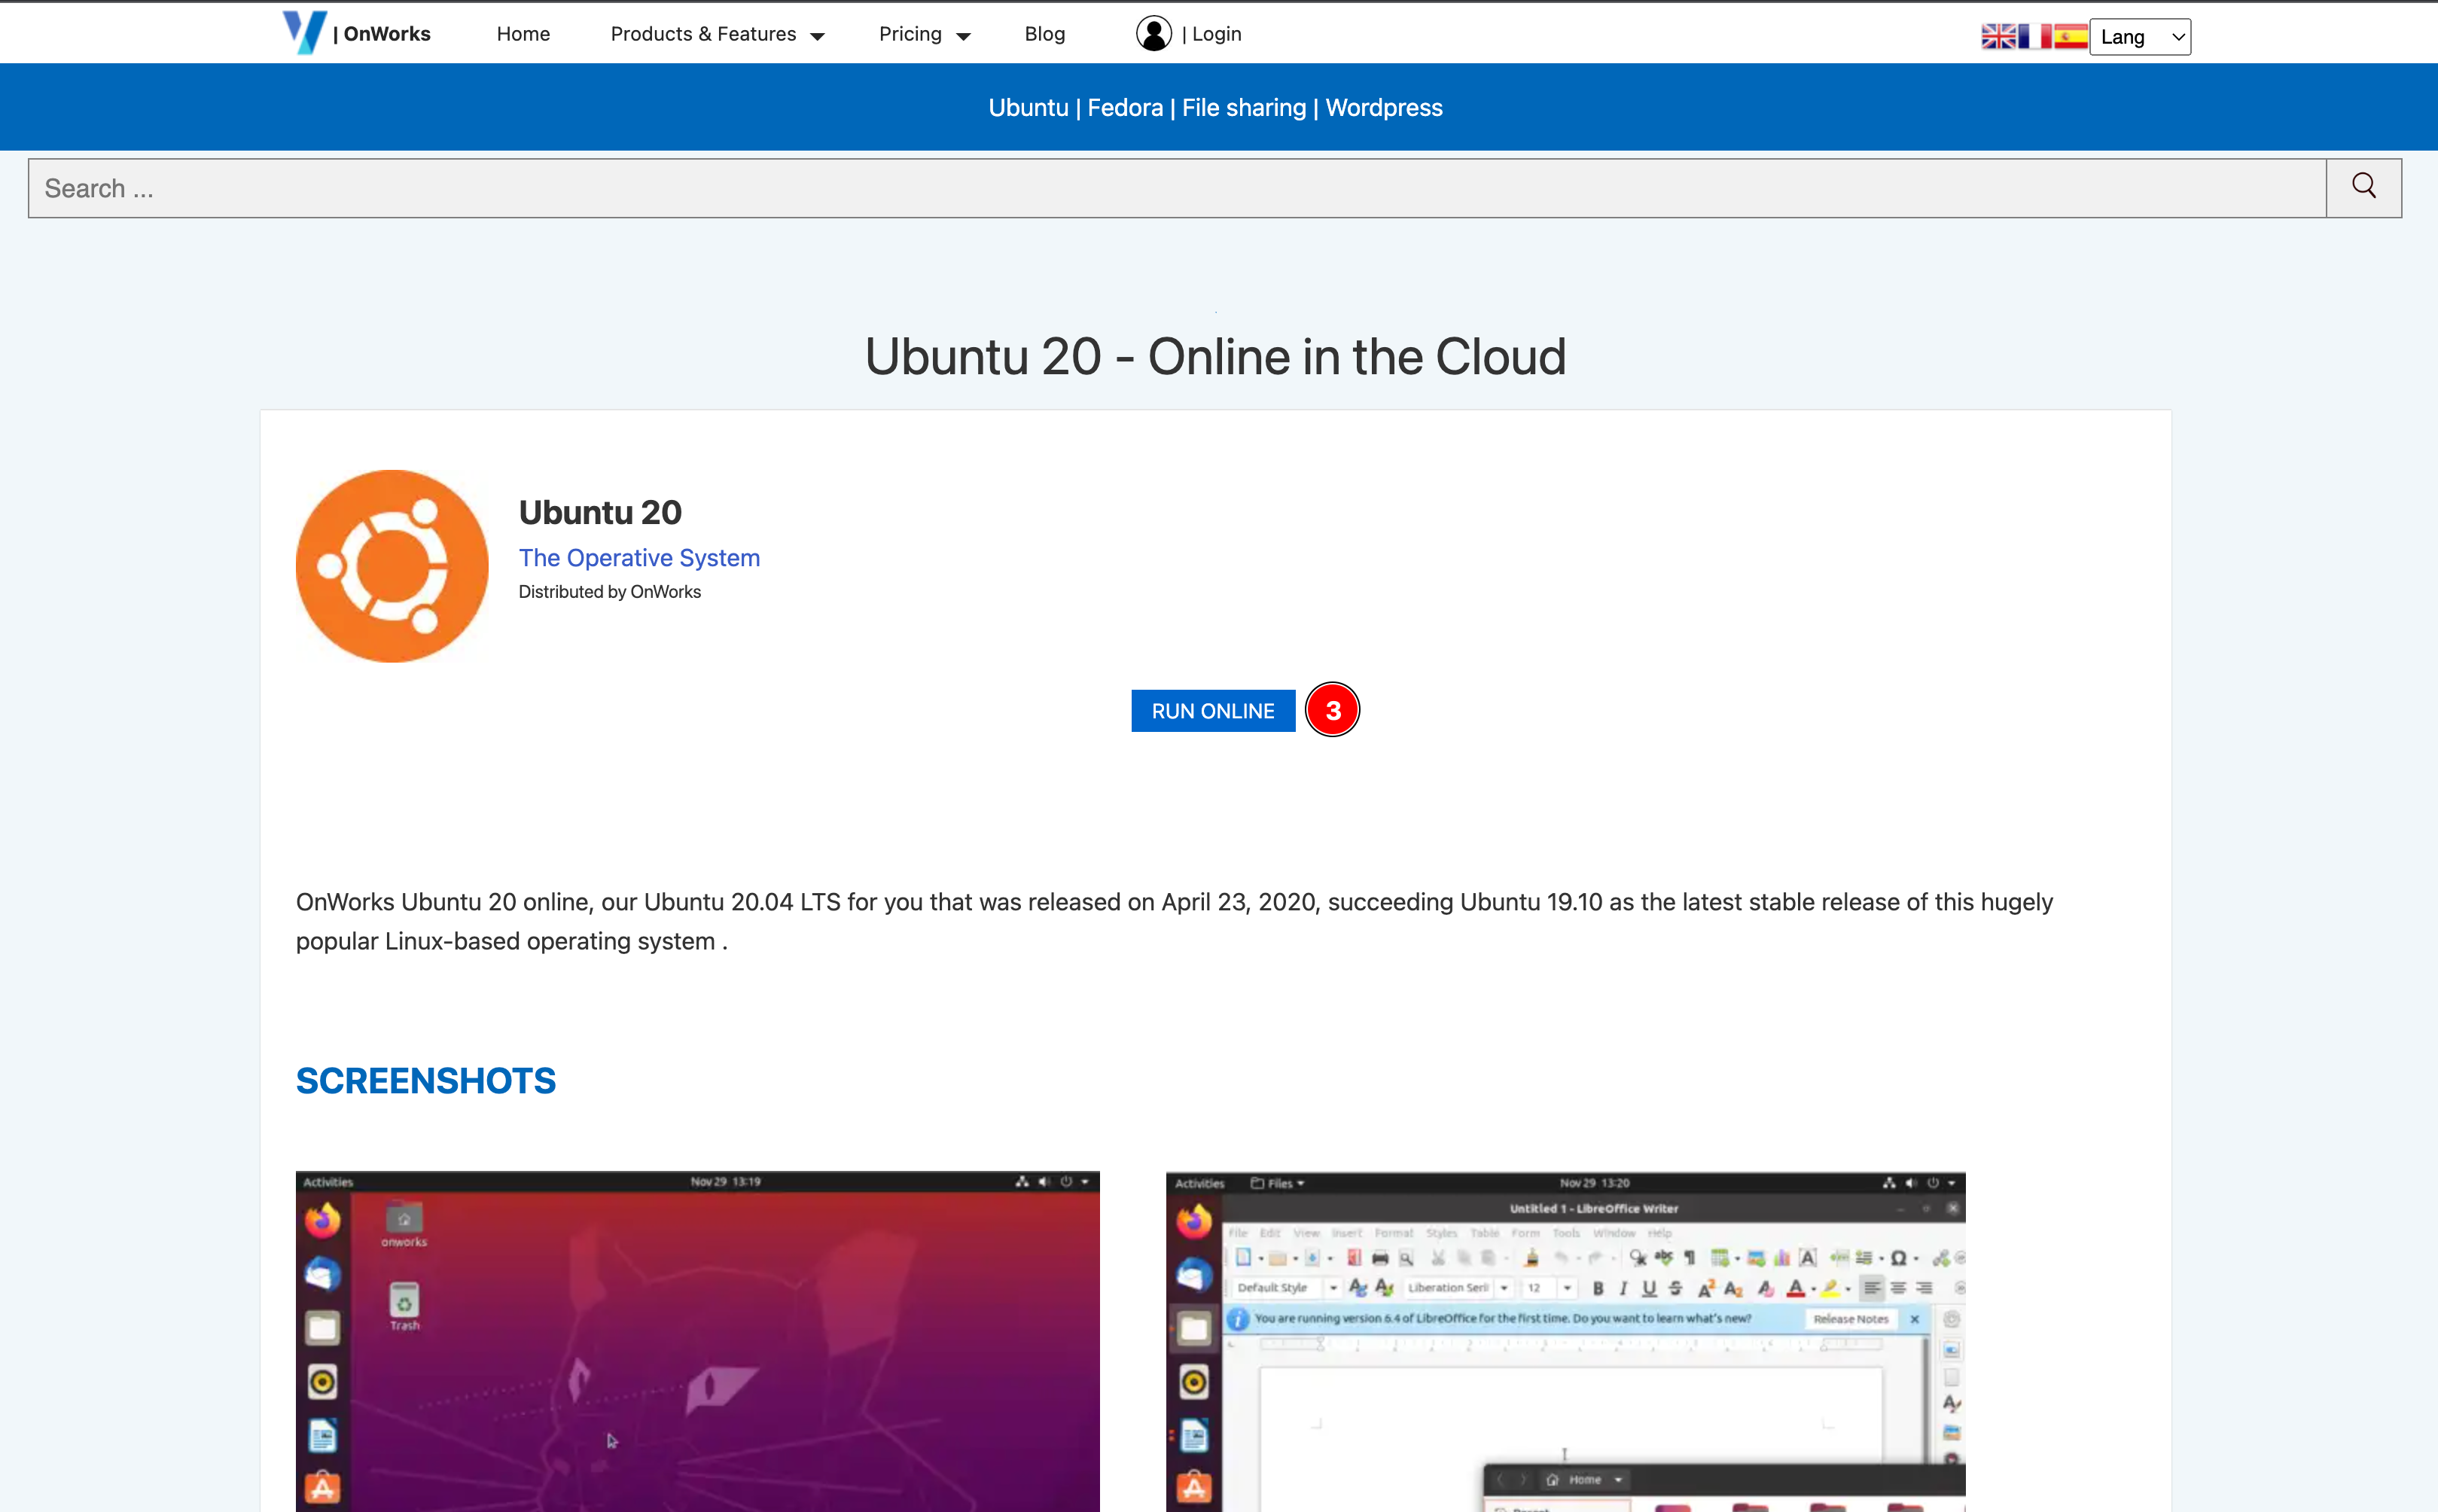 | OnWorks Home Products & Features Pricing Blog | Login Lang
Ubuntu | Fedora | File sharing | Wordpress
Search ...
Ubuntu 20 - Online in the Cloud
Ubuntu 20
The Operative System
Distributed by OnWorks
RUN ONLINE 3
OnWorks Ubuntu 20 online, our Ubuntu 20.04 LTS for you that was released on April 23, 2020, succeeding Ubuntu 19.10 as the latest stable release of this hugely
popular Linux-based operating system .
SCREENSHOTS
Activities Nov 29 13:19
onworks
Trash
Activities Files Nov 29 13:20
Untitled 1 - LibreOffice Writer
File Edit View Insert Format Styles Table Form Tools Window Help
Default Style Liberation Seri 12
You are running version 6.4 of LibreOffice for the first time. Do you want to learn what's new? Release Notes
Home